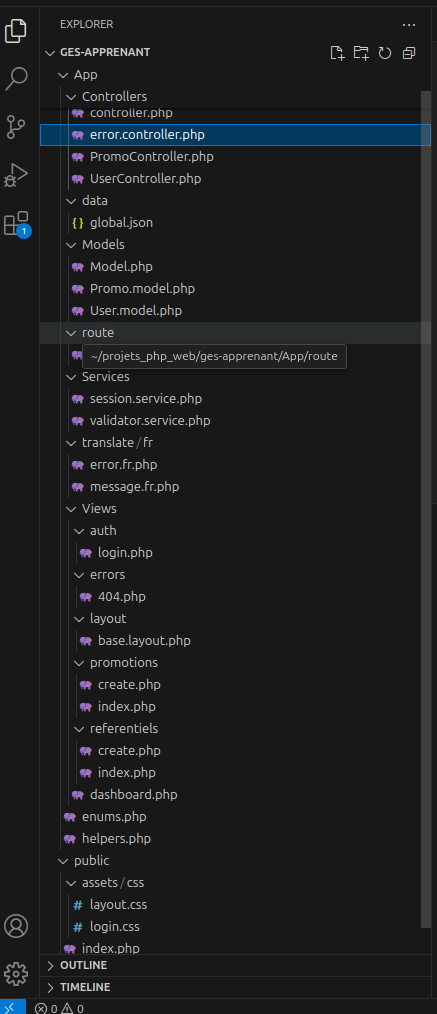 EXPLORER
GES-APPRENANT
App
Controllers
controller.php
error.controller.php
PromoController.php
UserController.php
data
{ } global.json
Models
Model.php
Promo.model.php
User.model.php
route
~/projets_php_web/ges-apprenant/App/route
Services
session.service.php
validator.service.php
translate/fr
error.fr.php
message.fr.php
Views
auth
login.php
errors
404.php
layout
base.layout.php
promotions
create.php
index.php
referentiels
create.php
index.php
dashboard.php
enums.php
helpers.php
public
assets/css
# layout.css
# login.css
index.php
OUTLINE
TIMELINE
0 0
1